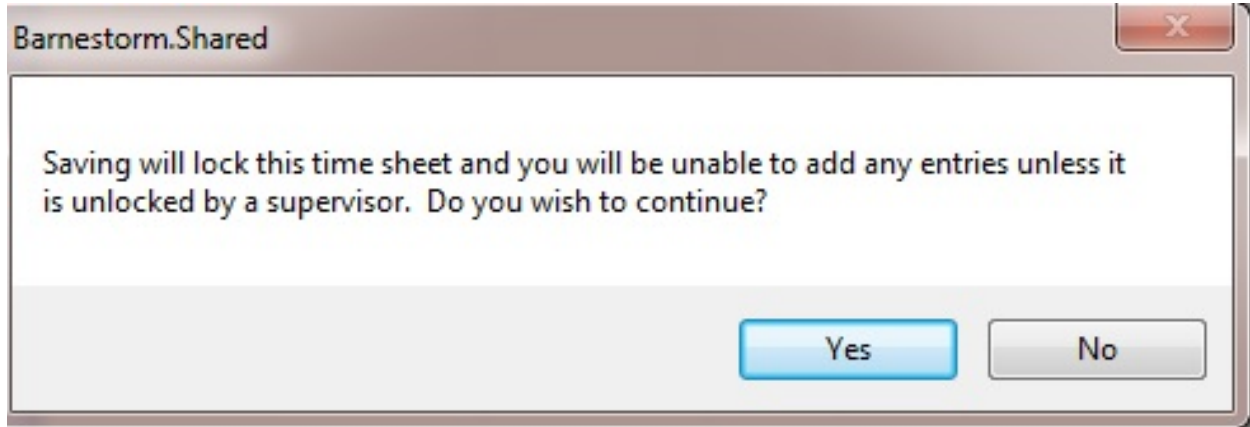 Barnestorm.Shared
Saving will lock this time sheet and you will be unable to add any entries unless it
is unlocked by a supervisor.  Do you wish to continue?
Yes
No